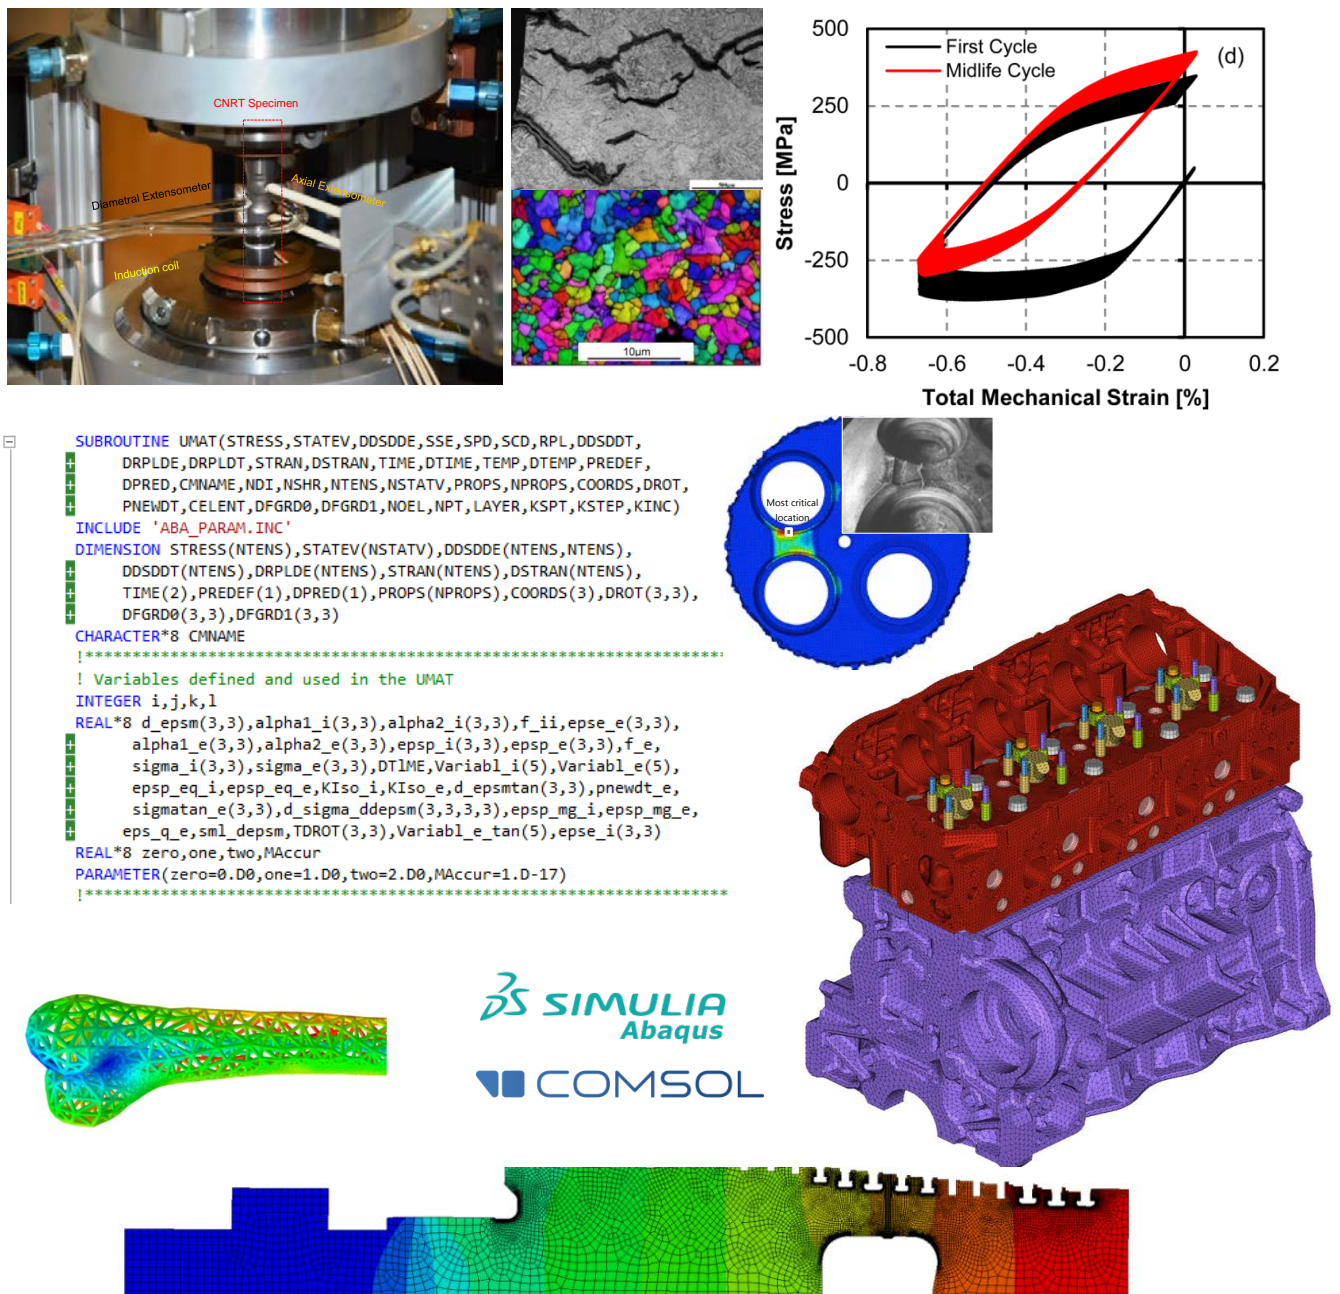 CNRT Specimen
Diametral Extensometer
Axial Extensometer
Induction coil
10µm
500
250
0
-250
-500
Stress [MPa]
First Cycle
Midlife Cycle
(d)
-0.8 -0.6 -0.4 -0.2 0 0.2
Total Mechanical Strain [%]
SUBROUTINE UMAT(STRESS,STATEV,DDSDDE,SSE,SPD,SCD,RPL,DDSDDT,
+ DRPLDE,DRPLDT,STRAN,DSTRAN,TIME,DTIME,TEMP,DTEMP,PREDEF,
+ DPRED,CMNAME,NDI,NSHR,NTENS,NSTATV,PROPS,NPROPS,COORDS,DROT,
+ PNEWDT,CELENT,DFGRD0,DFGRD1,NOEL,NPT,LAYER,KSPT,KSTEP,KINC)
INCLUDE 'ABA_PARAM.INC'
DIMENSION STRESS(NTENS),STATEV(NSTATV),DDSDDE(NTENS,NTENS),
+ DDSDDT(NTENS),DRPLDE(NTENS),STRAN(NTENS),DSTRAN(NTENS),
+ TIME(2),PREDEF(1),DPRED(1),PROPS(NPROPS),COORDS(3),DROT(3,3),
+ DFGRD0(3,3),DFGRD1(3,3)
CHARACTER*8 CMNAME
!************************************************************************
! Variables defined and used in the UMAT
INTEGER i,j,k,l
REAL*8 d_epsm(3,3),alpha1_i(3,3),alpha2_i(3,3),f_ii,epse_e(3,3),
+ alpha1_e(3,3),alpha2_e(3,3),epsp_i(3,3),epsp_e(3,3),f_e,
+ sigma_i(3,3),sigma_e(3,3),DTlME,Variabl_i(5),Variabl_e(5),
+ epsp_eq_i,epsp_eq_e,KIso_i,KIso_e,d_epsmtan(3,3),pnewdt_e,
+ sigmatan_e(3,3),d_sigma_ddepsm(3,3,3,3),epsp_mg_i,epsp_mg_e,
+ eps_q_e,sml_depsm,TDROT(3,3),Variabl_e_tan(5),epse_i(3,3)
REAL*8 zero,one,two,MAccur
PARAMETER(zero=0.D0,one=1.D0,two=2.D0,MAccur=1.D-17)
!************************************************************************
Most critical
location
SIMULIA
Abaqus
COMSOL